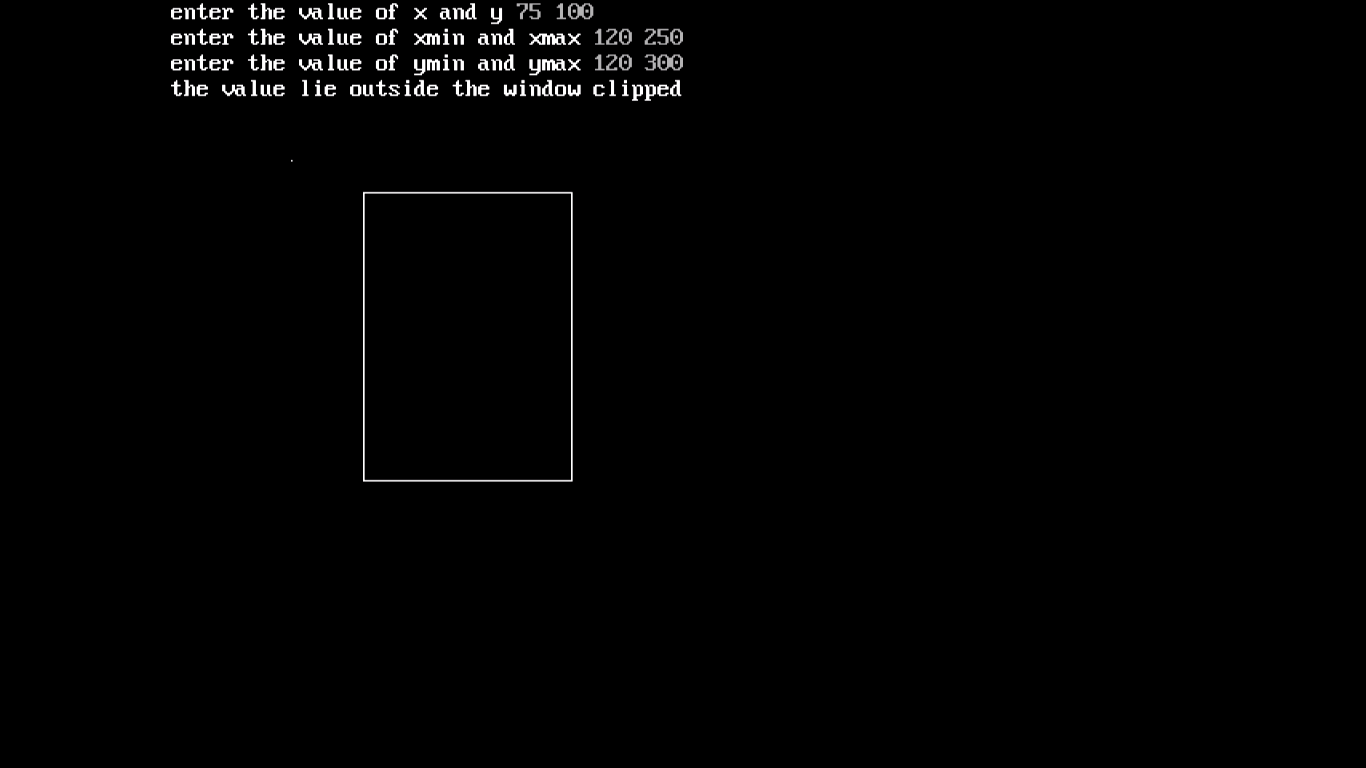 enter the value of x and y 75 100
enter the value of xmin and xmax 120 250
enter the value of ymin and ymax 120 300
the value lie outside the window clipped